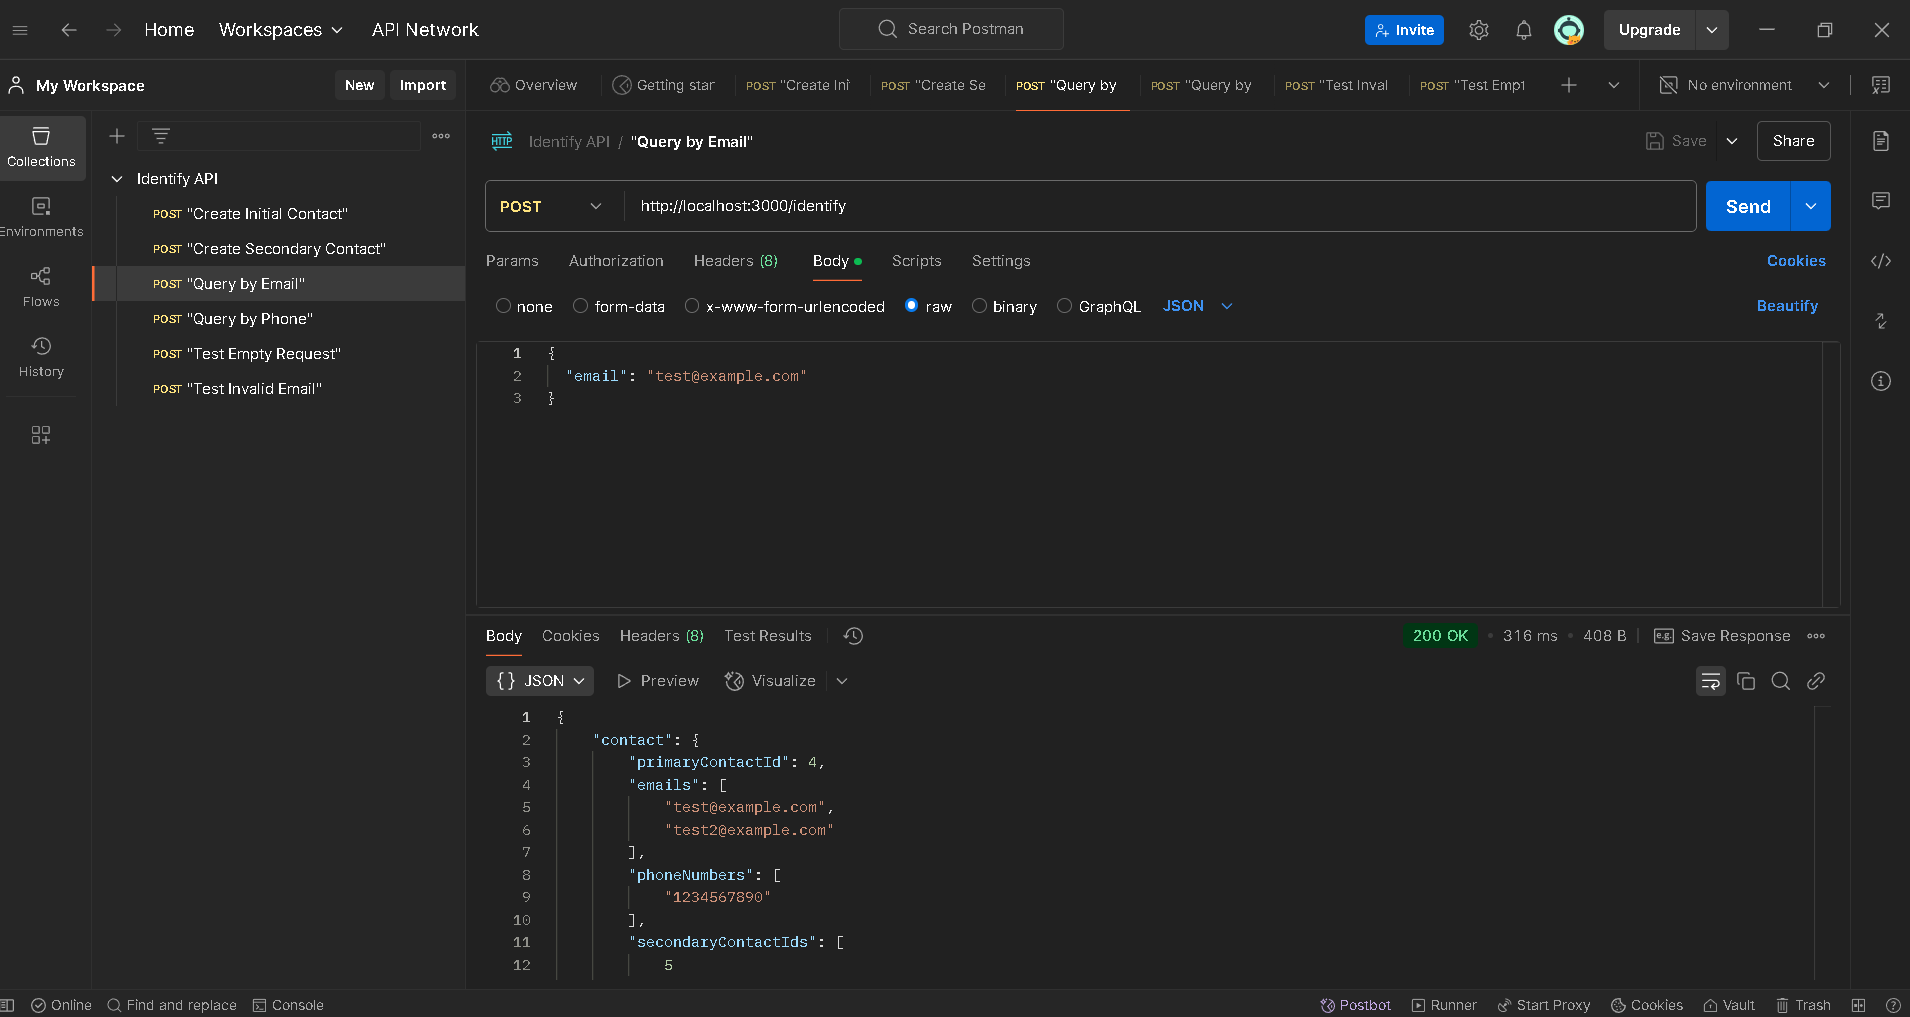 Home Workspaces API Network Search Postman Invite Upgrade
My Workspace New Import Overview Getting star POST "Create Ini POST "Create Se POST "Query by POST "Query by POST "Test Inval POST "Test Empt No environment
Collections
Environments
Flows
History
Identify API
POST "Create Initial Contact"
POST "Create Secondary Contact"
POST "Query by Email"
POST "Query by Phone"
POST "Test Empty Request"
POST "Test Invalid Email"
HTTP Identify API / "Query by Email" Save Share
POST http://localhost:3000/identify Send
Params Authorization Headers (8) Body Scripts Settings Cookies
none form-data x-www-form-urlencoded raw binary GraphQL JSON Beautify
1 {
2 "email": "test@example.com"
3 }
Body Cookies Headers (8) Test Results 200 OK • 316 ms • 408 B e.g. Save Response
{} JSON Preview Visualize
1 {
2 "contact": {
3 "primaryContactId": 4,
4 "emails": [
5 "test@example.com",
6 "test2@example.com"
7 ],
8 "phoneNumbers": [
9 "1234567890"
10 ],
11 "secondaryContactIds": [
12 5
Online Find and replace Console Postbot Runner Start Proxy Cookies Vault Trash